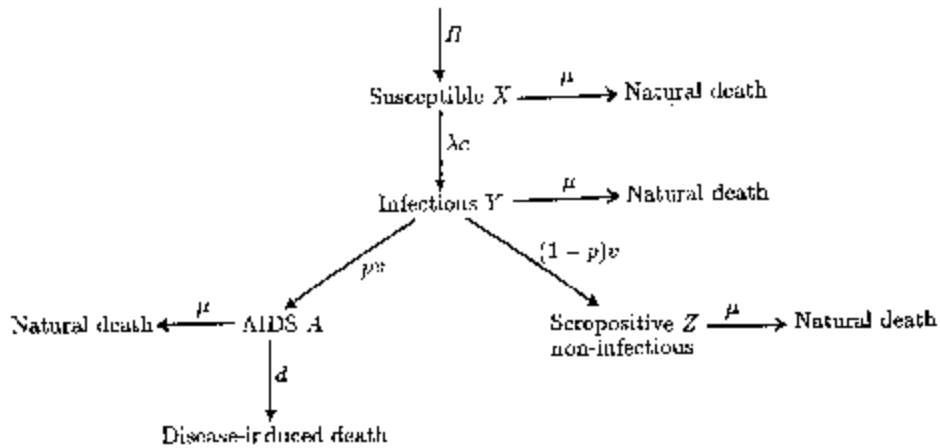 Π
Susceptible X
μ
Natural death
λc
Infectious Y
μ
Natural death
pv
(1 − p)v
Natural death
μ
AIDS A
Seropositive Z
non-infectious
μ
Natural death
d
Disease-induced death